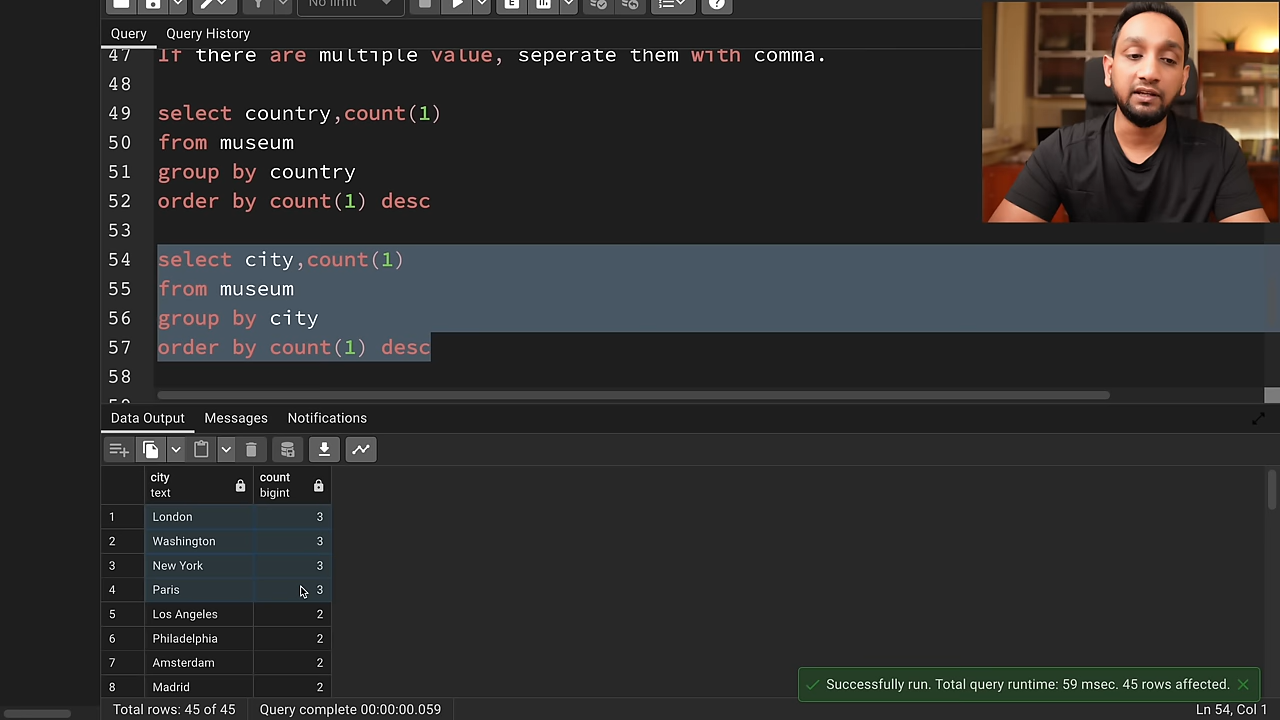 No limit
E
Query Query History
47 If there are multiple value, seperate them with comma.
48
49 select country,count(1)
50 from museum
51 group by country
52 order by count(1) desc
53
54 select city,count(1)
55 from museum
56 group by city
57 order by count(1) desc
58
Data Output Messages Notifications
city count
text bigint
1 London 3
2 Washington 3
3 New York 3
4 Paris 3
5 Los Angeles 2
6 Philadelphia 2
7 Amsterdam 2
8 Madrid 2
Successfully run. Total query runtime: 59 msec. 45 rows affected.
Total rows: 45 of 45 Query complete 00:00:00.059 Ln 54, Col 1